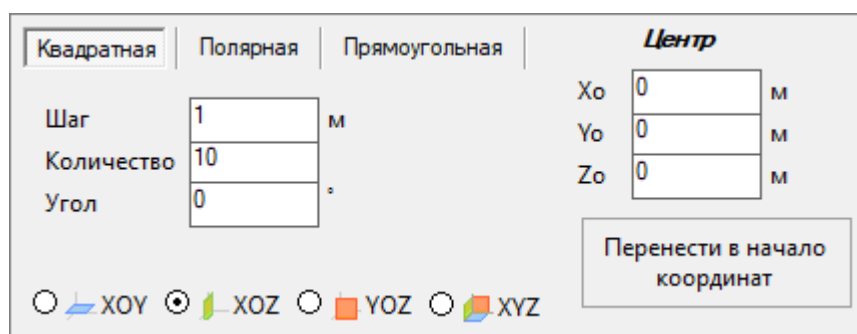 Квадратная Полярная Прямоугольная
Центр
Шаг 1 м
Количество 10
Угол 0 °
Xo 0 м
Yo 0 м
Zo 0 м
Перенести в начало
координат
XOY XOZ YOZ XYZ